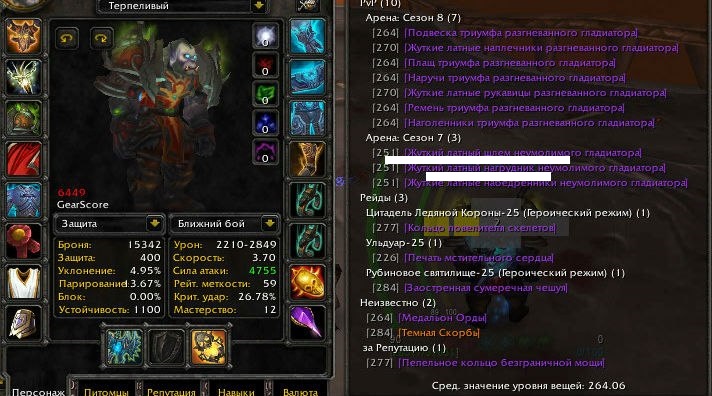 Терпеливый
0
0
0
0
0
6449
GearScore
Защита
Ближний бой
Броня: 15342
Защита: 400
Уклонение: 4.95%
Парирование: 13.67%
Блок: 0.00%
Устойчивость: 1100
Урон: 2210-2849
Скорость: 3.70
Сила атаки: 4755
Рейт. меткости: 59
Крит. удар: 26.78%
Мастерство: 12
Персонаж
Питомцы
Репутация
Навыки
Валюта
PvP (10)
Арена: Сезон 8 (7)
[264] [Подвеска триумфа разгневанного гладиатора]
[270] [Жуткие латные наплечники разгневанного гладиатора]
[264] [Плащ триумфа разгневанного гладиатора]
[264] [Наручи триумфа разгневанного гладиатора]
[270] [Жуткие латные рукавицы разгневанного гладиатора]
[264] [Ремень триумфа разгневанного гладиатора]
[264] [Наголенники триумфа разгневанного гладиатора]
Арена: Сезон 7 (3)
[251] [Жуткий латный шлем неумолимого гладиатора]
[251] [Жуткий латный нагрудник неумолимого гладиатора]
[251] [Жуткие латные набедренники неумолимого гладиатора]
Рейды (3)
Цитадель Ледяной Короны-25 (Героический режим) (1)
[277] [Кольцо повелителя скелетов]
Ульдуар-25 (1)
[226] [Печать мстительного сердца]
Рубиновое святилище-25 (Героический режим) (1)
[284] [Заостренная сумеречная чешуя]
Неизвестно (2)
[264] [Медальон Орды]
[284] [Темная Скорбь]
за Репутацию (1)
[277] [Пепельное кольцо безграничной мощи]
Сред. значение уровня вещей: 264.06